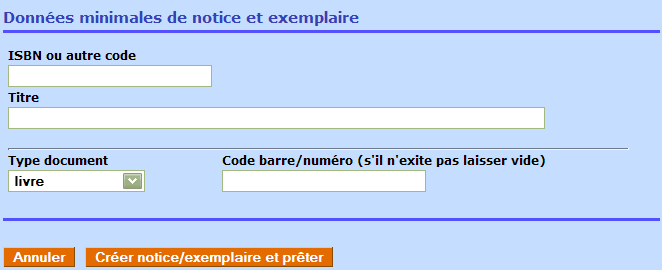 Données minimales de notice et exemplaire
ISBN ou autre code
Titre
Type document Code barre/numéro (s'il n'exite pas laisser vide)
livre
Annuler Créer notice/exemplaire et prêter